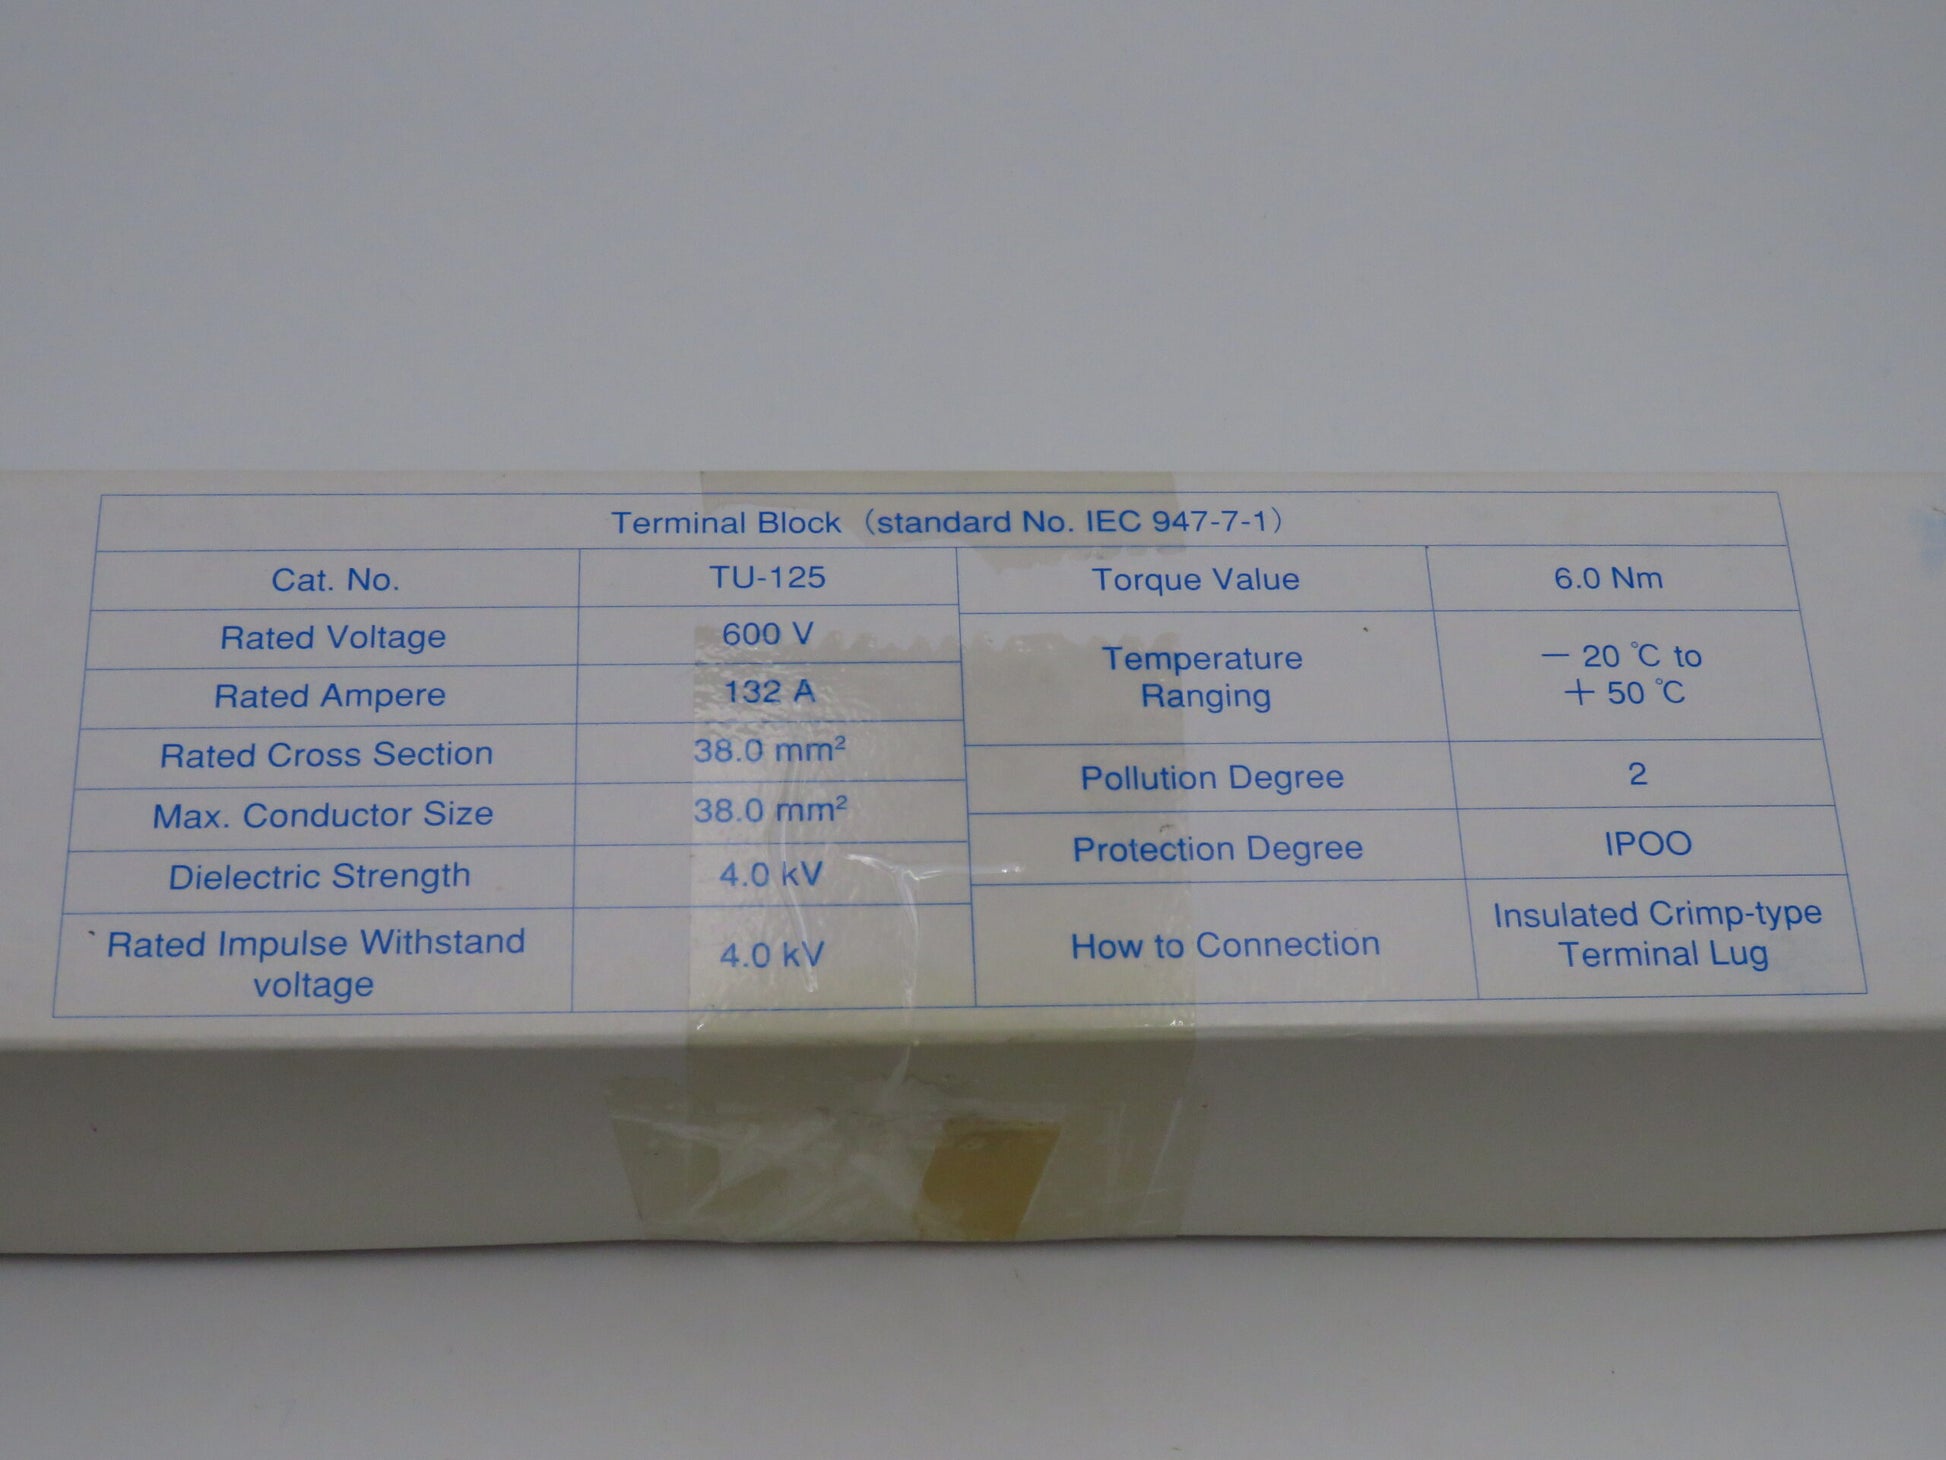 Terminal Block (standard No. IEC 947-7-1)
Cat. No.
TU-125
Rated Voltage
600 V
Rated Ampere
132 A
Rated Cross Section
38.0 mm²
Max. Conductor Size
38.0 mm²
Dielectric Strength
4.0 kV
Rated Impulse Withstand
voltage
4.0 kV
Torque Value
6.0 Nm
Temperature
Ranging
− 20 ℃ to
+ 50 ℃
Pollution Degree
2
Protection Degree
IPOO
How to Connection
Insulated Crimp-type
Terminal Lug